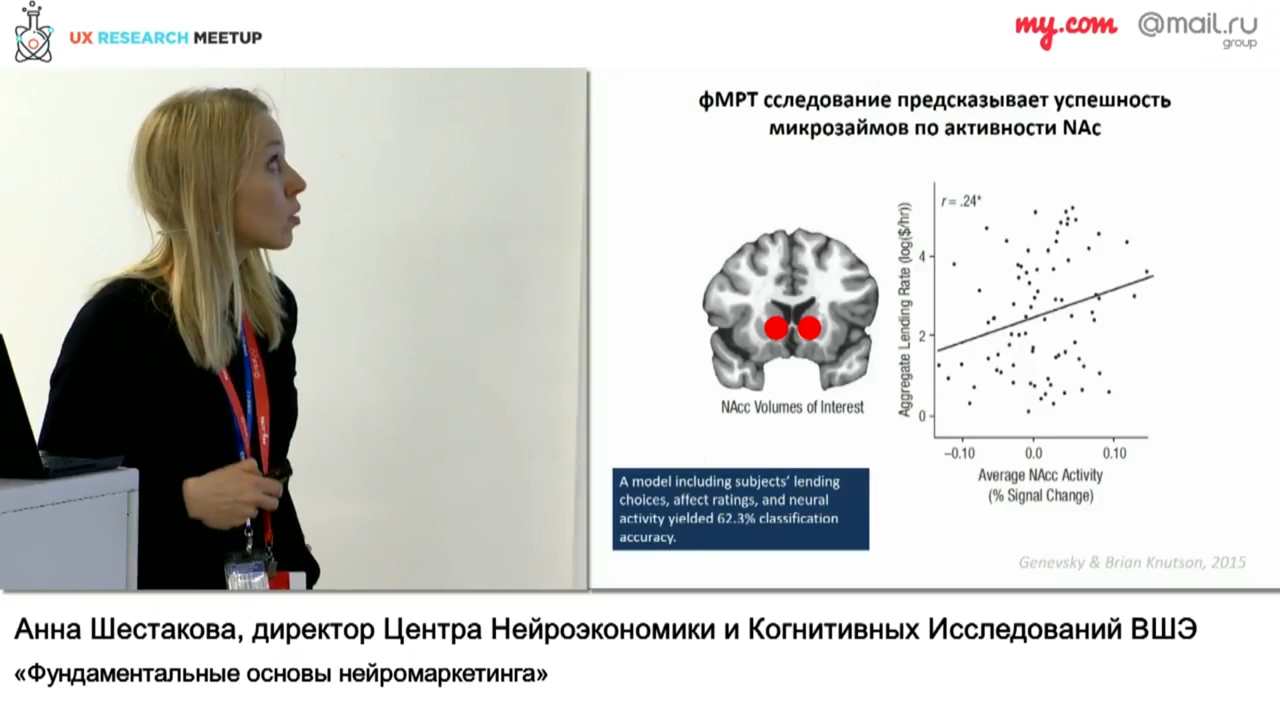 UX RESEARCH MEETUP
my.com @mail.ru
group
фМРТ сследование предсказывает успешность
микрозаймов по активности NAc
NAcc Volumes of Interest
r = .24*
Aggregate Lending Rate (log($/hr))
4
2
0
–0.10 0.0 0.10
Average NAcc Activity
(% Signal Change)
A model including subjects' lending
choices, affect ratings, and neural
activity yielded 62.3% classification
accuracy.
Genevsky & Brian Knutson, 2015
Анна Шестакова, директор Центра Нейроэкономики и Когнитивных Исследований ВШЭ
«Фундаментальные основы нейромаркетинга»